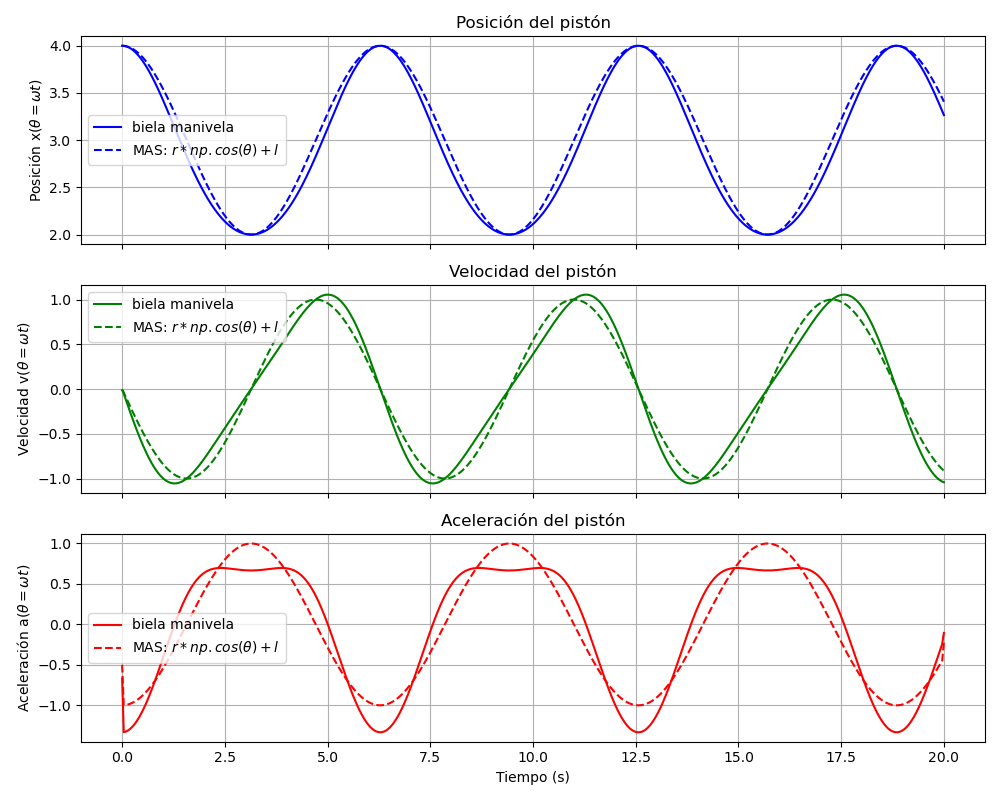 Posición del pistón
4.0
3.5
3.0
2.5
2.0
Posición x(θ = ωt)
biela manivela
MAS: r * np. cos(θ) + l
Velocidad del pistón
1.0
0.5
0.0
−0.5
−1.0
Velocidad v(θ = ωt)
biela manivela
MAS: r * np. cos(θ) + l
Aceleración del pistón
1.0
0.5
0.0
−0.5
−1.0
Aceleración a(θ = ωt)
biela manivela
MAS: r * np. cos(θ) + l
0.0 2.5 5.0 7.5 10.0 12.5 15.0 17.5 20.0
Tiempo (s)